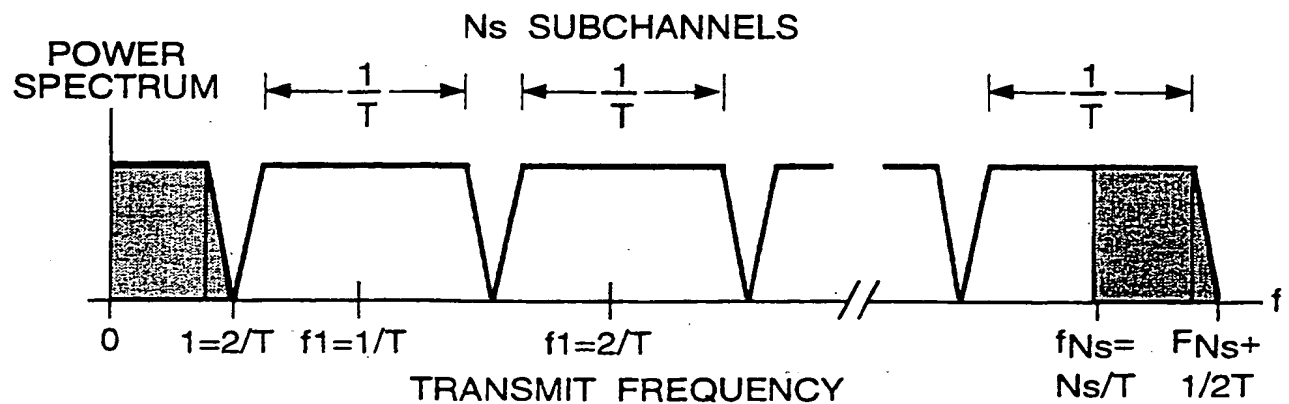 Ns SUBCHANNELS
POWER
SPECTRUM
1
T
1
T
1
T
f
0
1=2/T
f1=1/T
f1=2/T
fNs=
Ns/T
FNs+
1/2T
TRANSMIT FREQUENCY